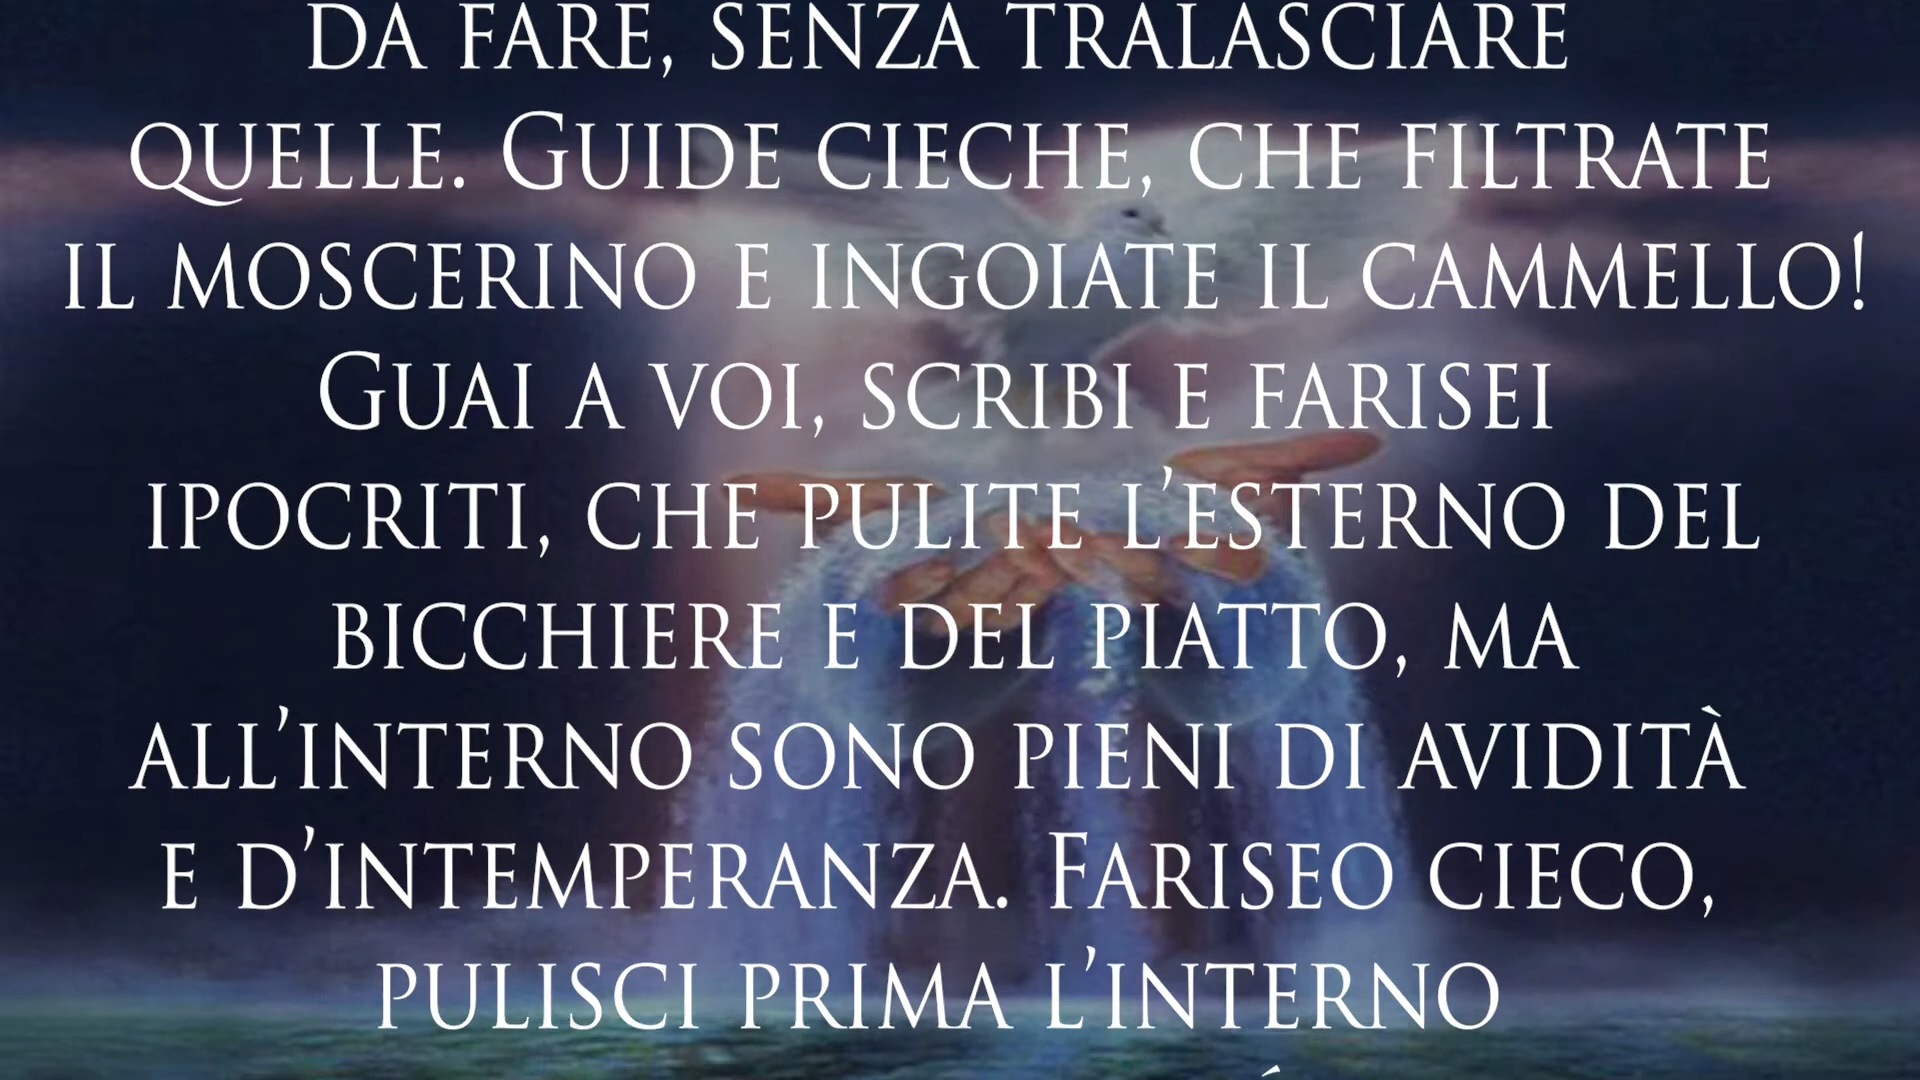 da fare, senza tralasciare
quelle. Guide cieche, che filtrate
il moscerino e ingoiate il cammello!
Guai a voi, scribi e farisei
ipocriti, che pulite l’esterno del
bicchiere e del piatto, ma
all’interno sono pieni di avidità
e d’intemperanza. Fariseo cieco,
pulisci prima l’interno